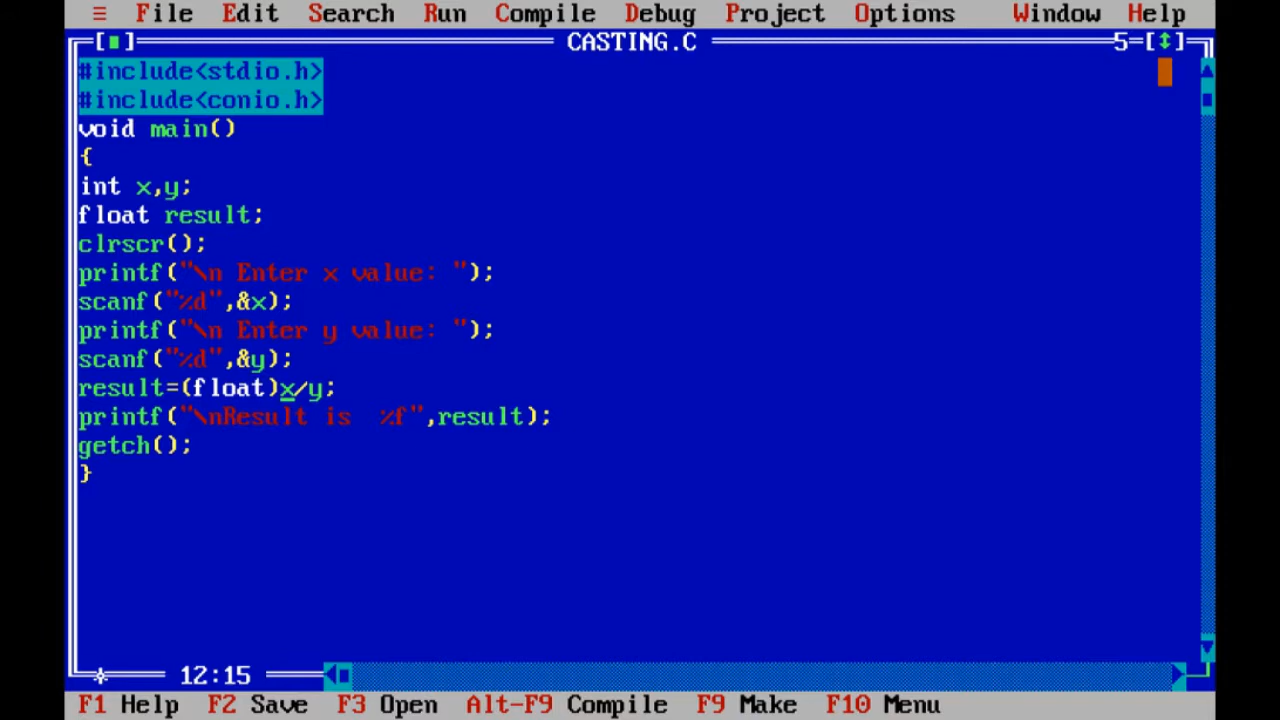 ≡ File Edit Search Run Compile Debug Project Options Window Help
[■] CASTING.C 5=[↕]
#include<stdio.h>
#include<conio.h>
void main()
{
int x,y;
float result;
clrscr();
printf("\n Enter x value: ");
scanf("%d",&x);
printf("\n Enter y value: ");
scanf("%d",&y);
result=(float)x/y;
printf("\nResult is  %f",result);
getch();
}
12:15
F1 Help F2 Save F3 Open Alt-F9 Compile F9 Make F10 Menu